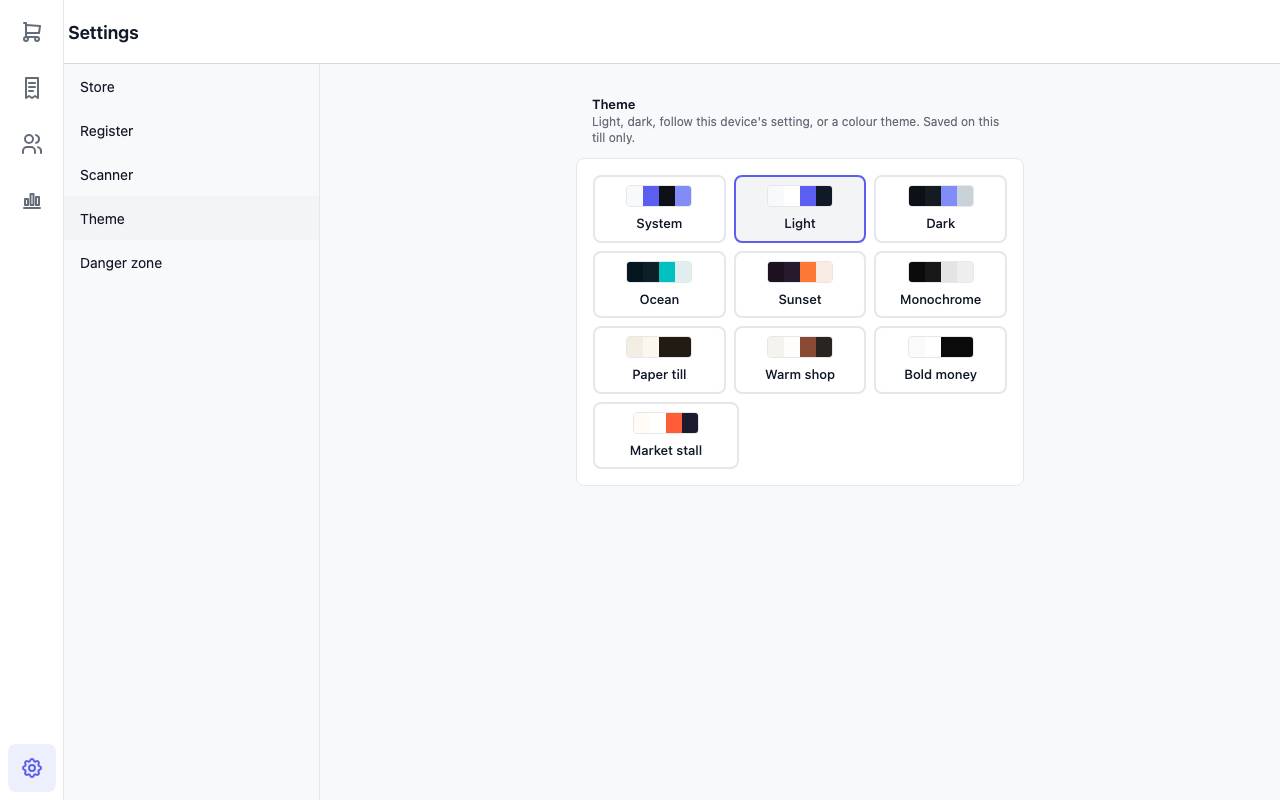 Settings
Store
Register
Scanner
Theme
Danger zone
Theme
Light, dark, follow this device's setting, or a colour theme. Saved on this
till only.
System
Light
Dark
Ocean
Sunset
Monochrome
Paper till
Warm shop
Bold money
Market stall